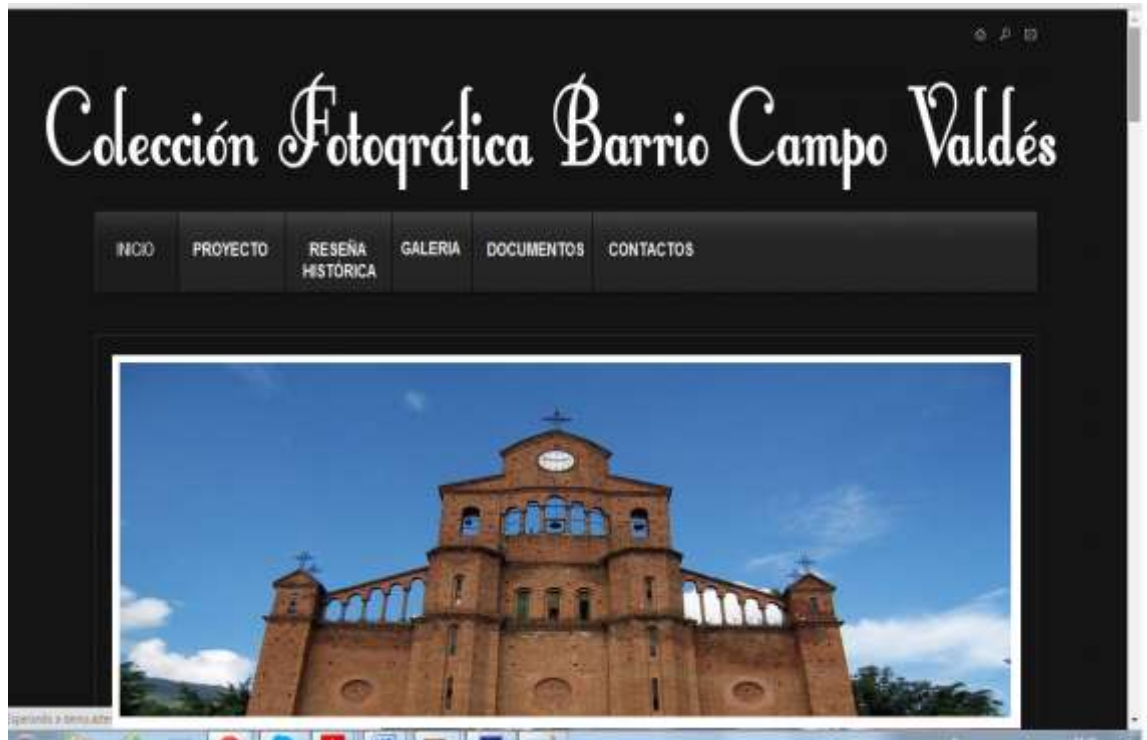 Colección Fotográfica Barrio Campo Valdés
INICIO
PROYECTO
RESEÑA
HISTÓRICA
GALERIA
DOCUMENTOS
CONTACTOS